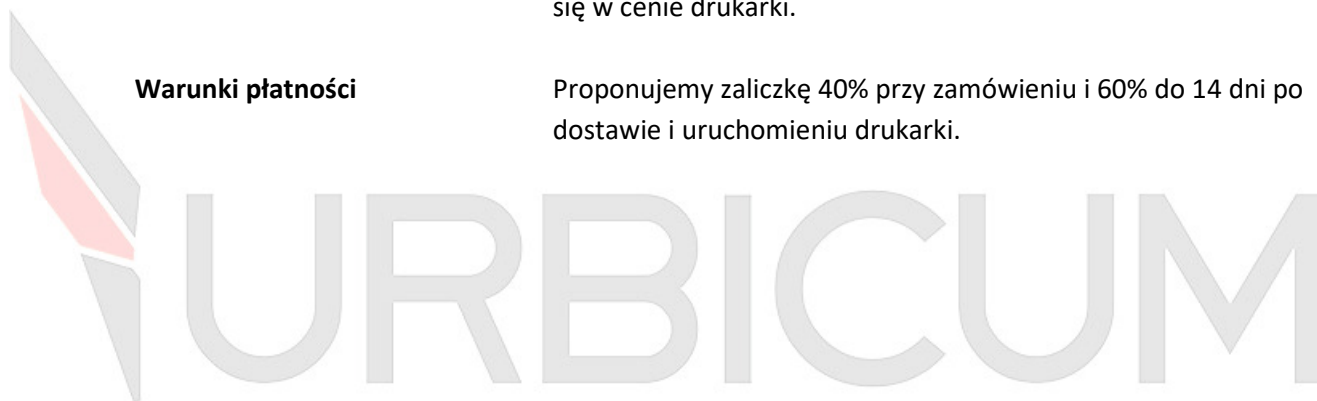 się w cenie drukarki.
Warunki płatności
Proponujemy zaliczkę 40% przy zamówieniu i 60% do 14 dni po
dostawie i uruchomieniu drukarki.
URBICUM